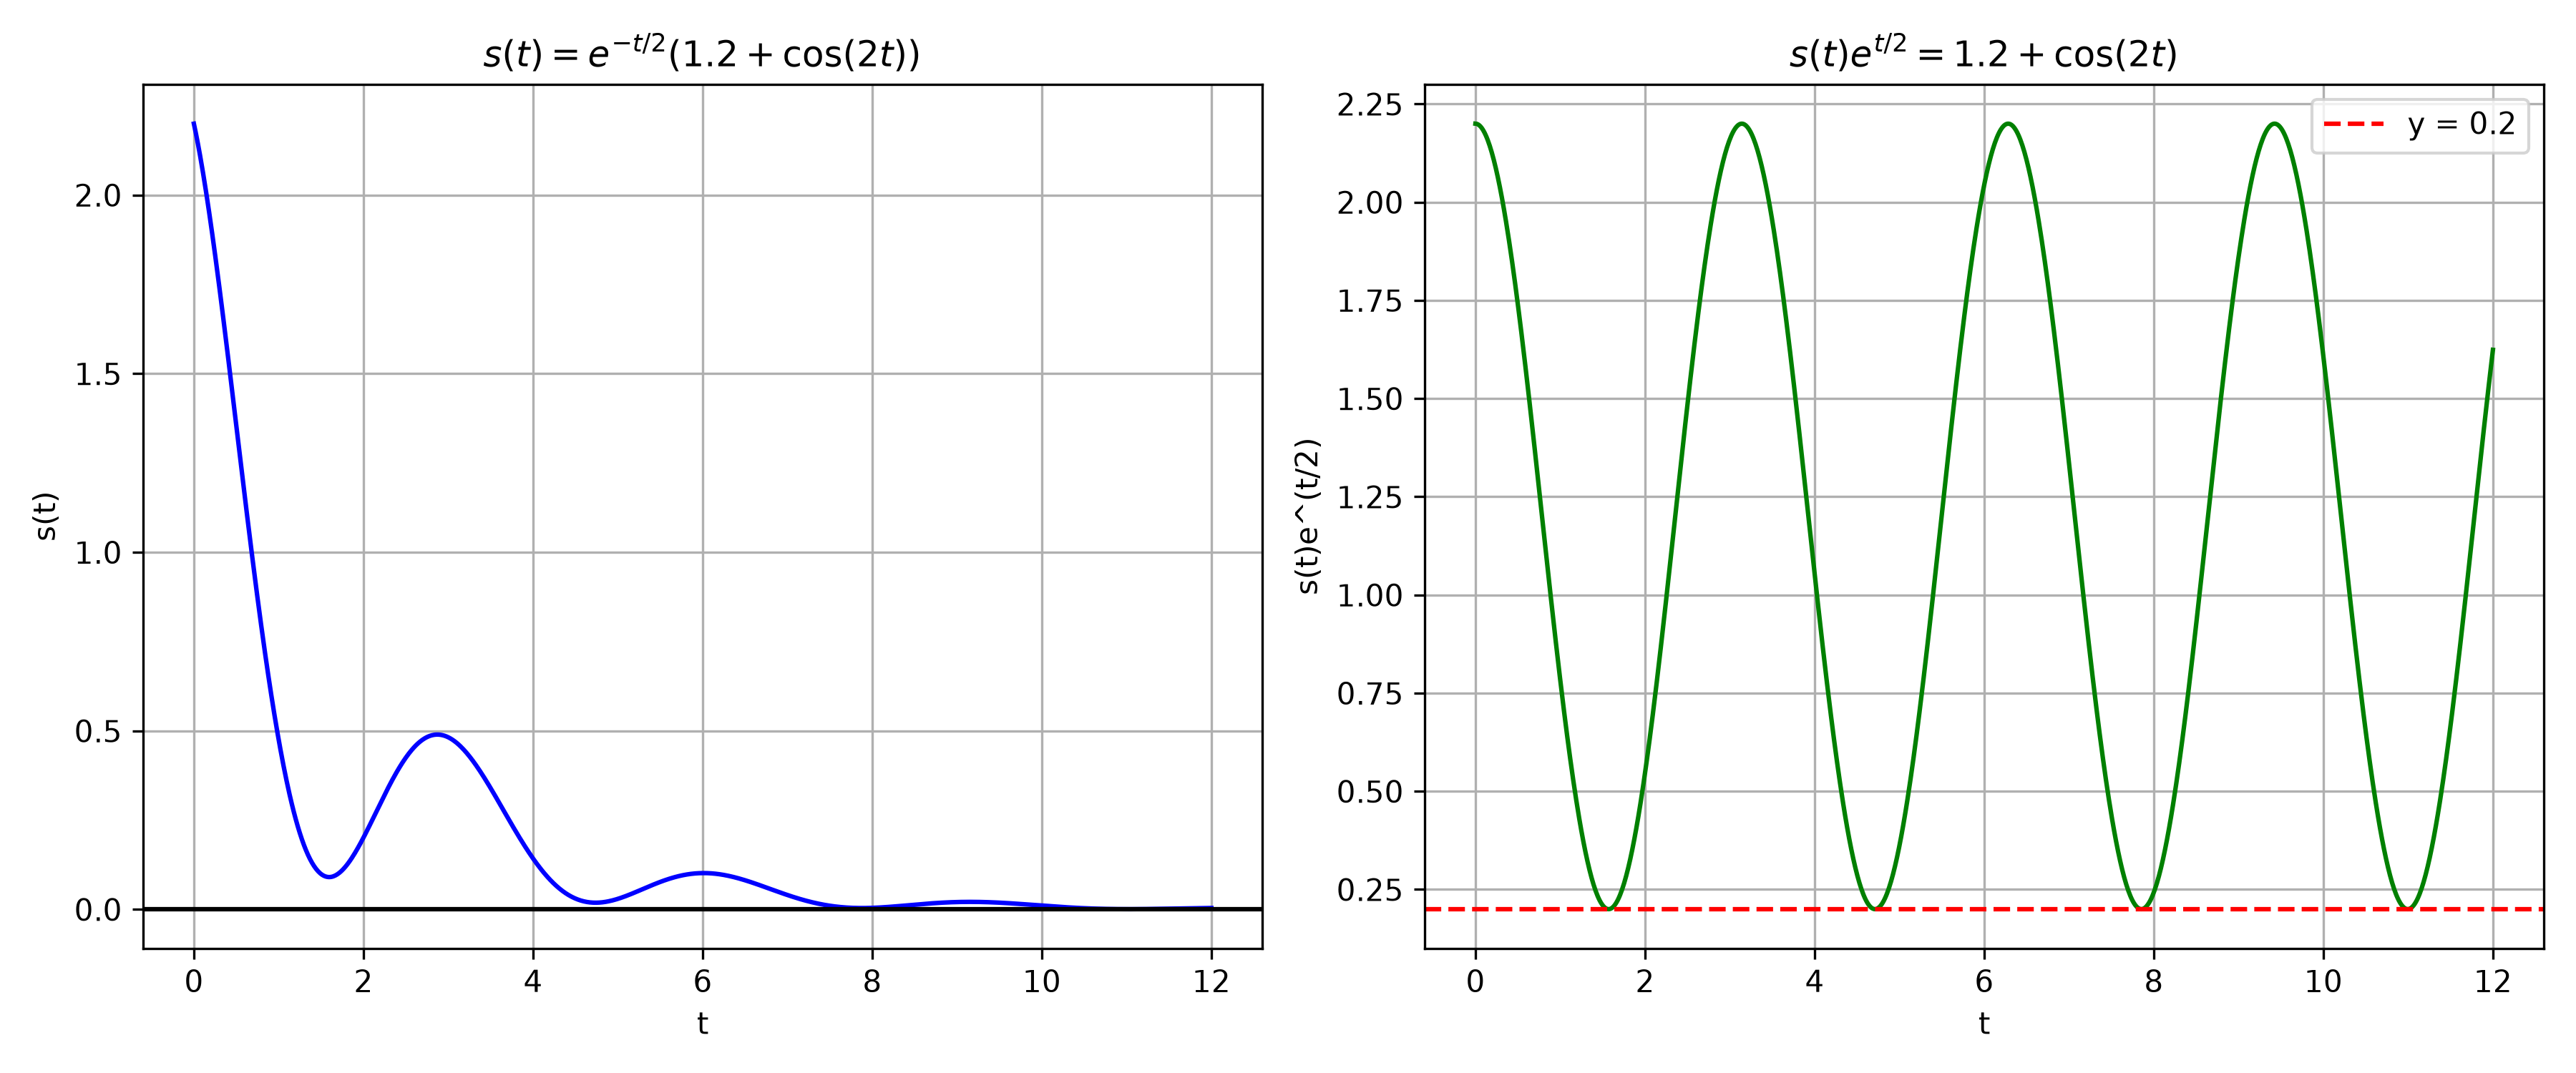 s(t) = e^{-t/2}(1.2 + cos(2t))
2.0
1.5
1.0
0.5
0.0
s(t)
0 2 4 6 8 10 12
t
s(t)e^{t/2} = 1.2 + cos(2t)
y = 0.2
2.25
2.00
1.75
1.50
1.25
1.00
0.75
0.50
0.25
s(t)e^(t/2)
0 2 4 6 8 10 12
t